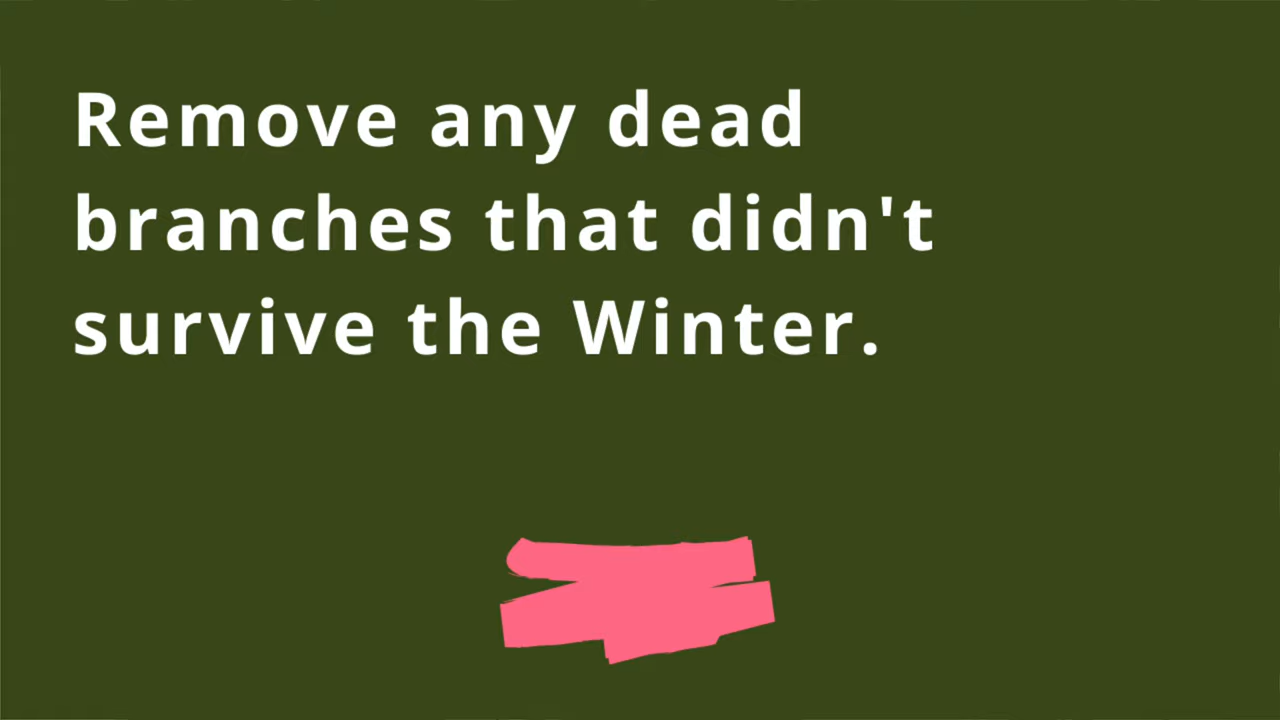 Remove any dead
branches that didn't
survive the Winter.